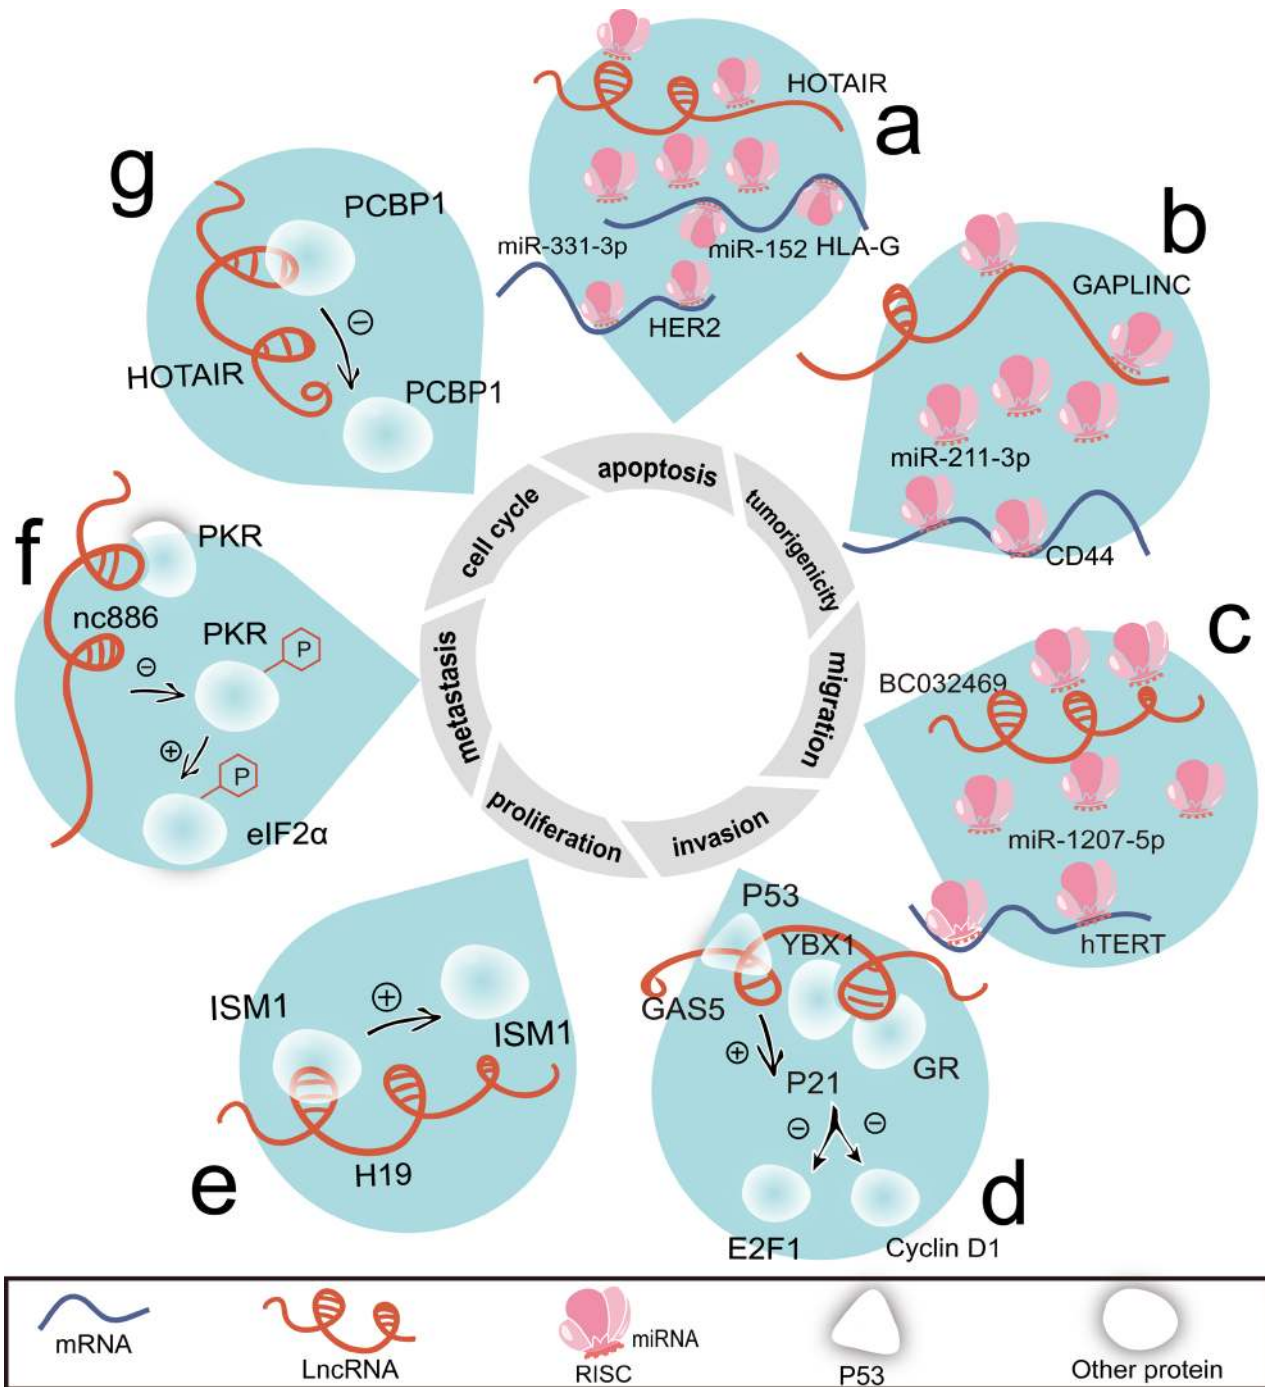 a
HOTAIR
miR-331-3p
miR-152 HLA-G
HER2
b
GAPLINC
miR-211-3p
CD44
c
BC032469
miR-1207-5p
hTERT
d
P53
YBX1
GAS5
GR
+
P21
−
−
E2F1
Cyclin D1
e
ISM1
+
ISM1
H19
f
PKR
nc886
PKR
P
−
+
P
eIF2α
g
PCBP1
−
HOTAIR
PCBP1
apoptosis
tumorigenicity
migration
invasion
proliferation
metastasis
cell cycle
mRNA
LncRNA
miRNA
RISC
P53
Other protein